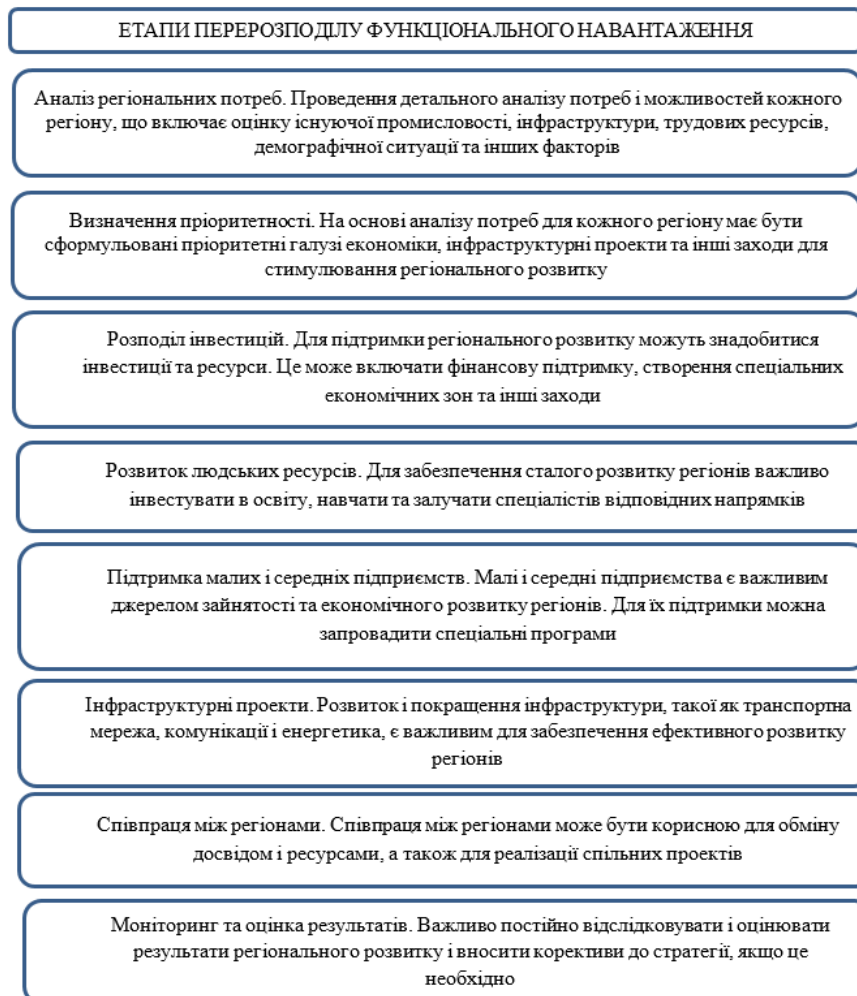 ЕТАПИ ПЕРЕРОЗПОДІЛУ ФУНКЦІОНАЛЬНОГО НАВАНТАЖЕННЯ
Аналіз регіональних потреб. Проведення детального аналізу потреб і можливостей кожного
регіону, що включає оцінку існуючої промисловості, інфраструктури, трудових ресурсів,
демографічної ситуації та інших факторів
Визначення пріоритетності. На основі аналізу потреб для кожного регіону має бути
сформульовані пріоритетні галузі економіки, інфраструктурні проекти та інші заходи для
стимулювання регіонального розвитку
Розподіл інвестицій. Для підтримки регіонального розвитку можуть знадобитися
інвестиції та ресурси. Це може включати фінансову підтримку, створення спеціальних
економічних зон та інші заходи
Розвиток людських ресурсів. Для забезпечення сталого розвитку регіонів важливо
інвестувати в освіту, навчати та залучати спеціалістів відповідних напрямків
Підтримка малих і середніх підприємств. Малі і середні підприємства є важливим
джерелом зайнятості та економічного розвитку регіонів. Для їх підтримки можна
запровадити спеціальні програми
Інфраструктурні проекти. Розвиток і покращення інфраструктури, такої як транспортна
мережа, комунікації і енергетика, є важливим для забезпечення ефективного розвитку
регіонів
Співпраця між регіонами. Співпраця між регіонами може бути корисною для обміну
досвідом і ресурсами, а також для реалізації спільних проектів
Моніторинг та оцінка результатів. Важливо постійно відслідковувати і оцінювати
результати регіонального розвитку і вносити корективи до стратегії, якщо це
необхідно